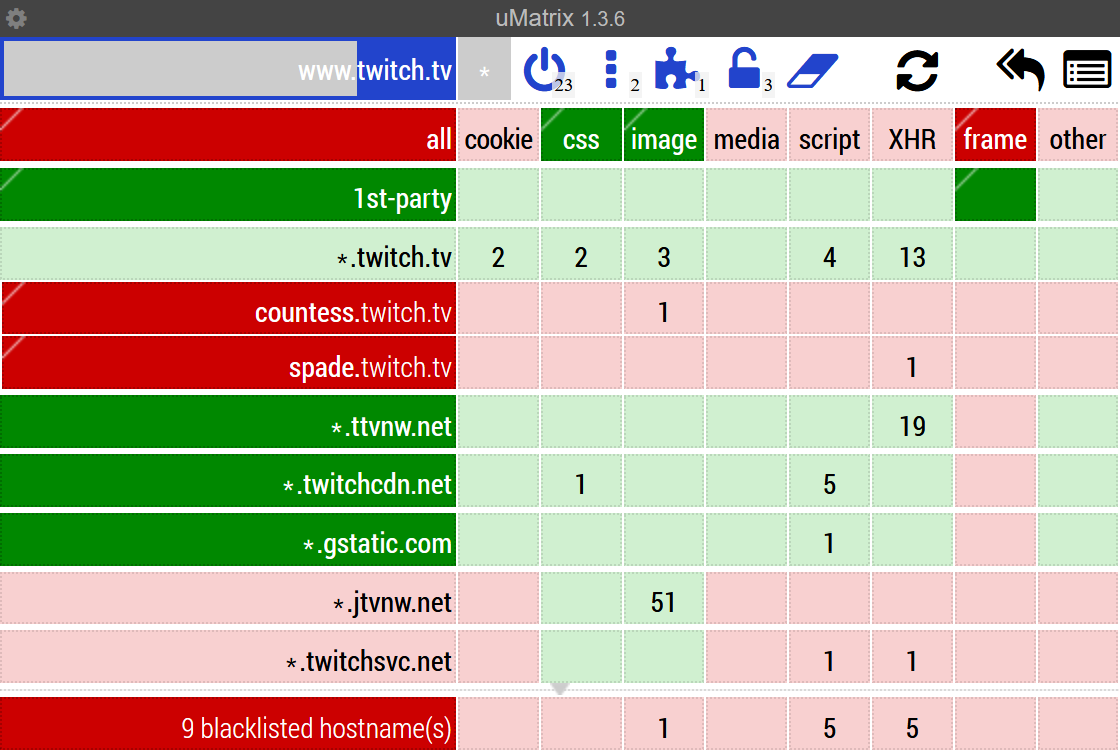 uMatrix 1.3.6
www.twitch.tv * 23 2 1 3
all cookie css image media script XHR frame other
1st-party
*.twitch.tv 2 2 3 4 13
countess.twitch.tv 1
spade.twitch.tv 1
*.ttvnw.net 19
*.twitchcdn.net 1 5
*.gstatic.com 1
*.jtvnw.net 51
*.twitchsvc.net 1 1
9 blacklisted hostname(s) 1 5 5